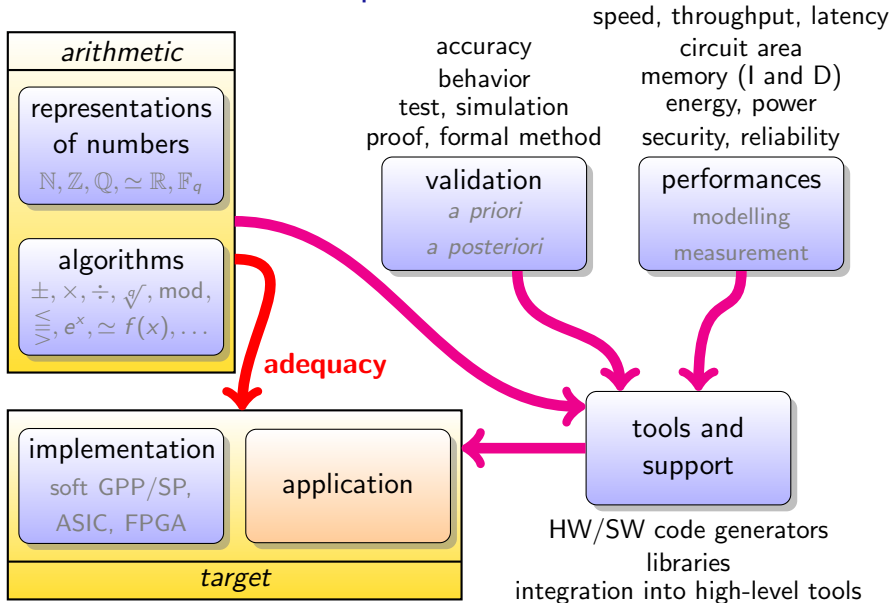 arithmetic
representations
of numbers
ℕ, ℤ, ℚ, ≃ ℝ, 𝔽q
algorithms
±, ×, ÷, ᑫ√, mod,
≤ = >, eˣ, ≃ f(x), …
adequacy
implementation
soft GPP/SP,
ASIC, FPGA
application
target
accuracy
behavior
test, simulation
proof, formal method
validation
a priori
a posteriori
speed, throughput, latency
circuit area
memory (I and D)
energy, power
security, reliability
performances
modelling
measurement
tools and
support
HW/SW code generators
libraries
integration into high-level tools